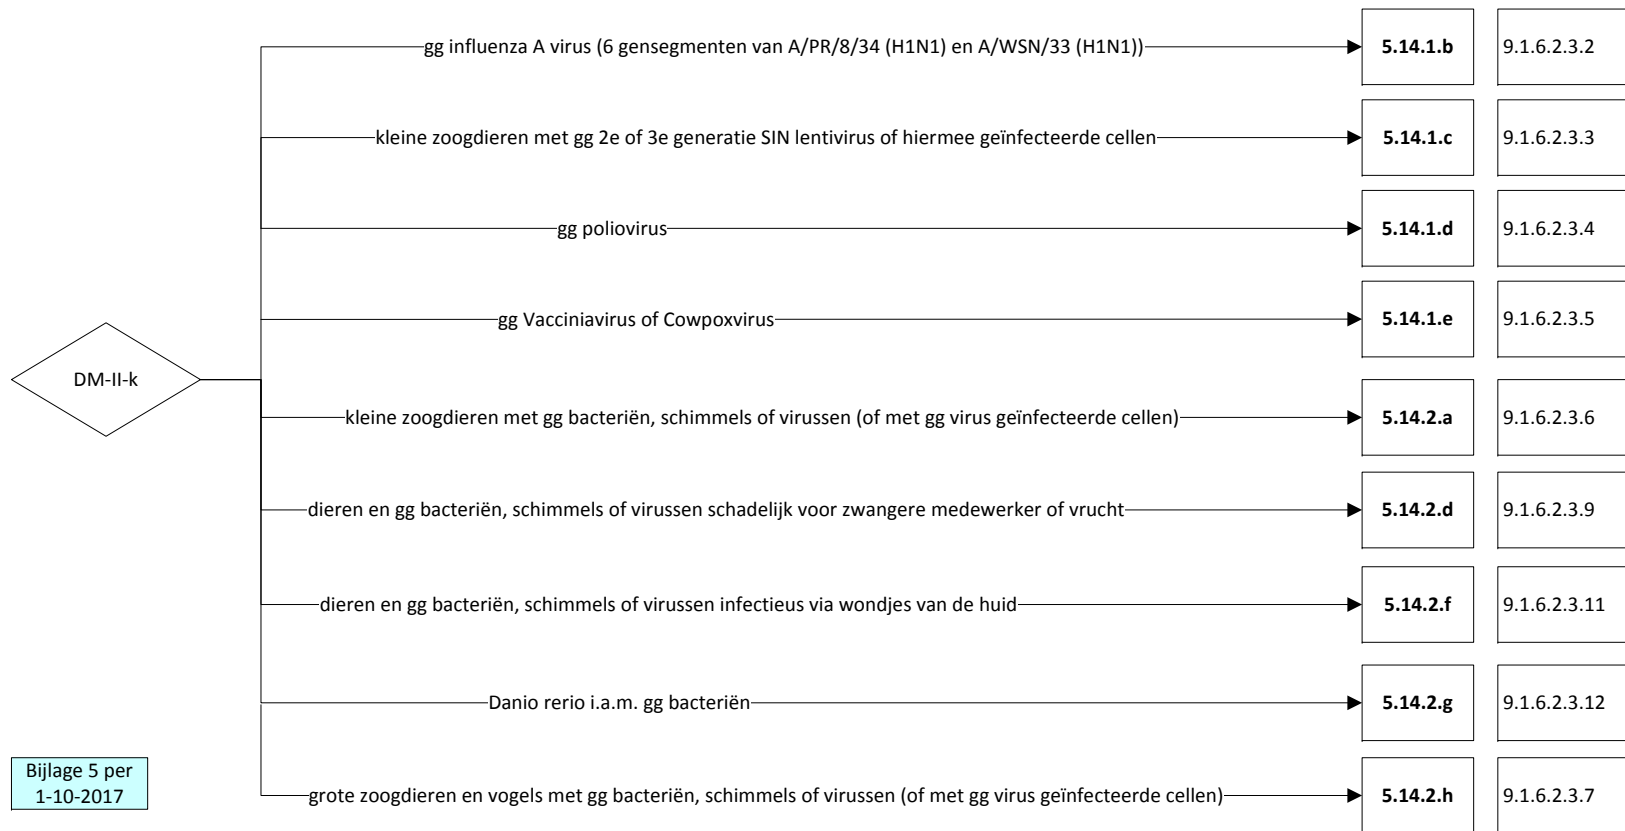 gg influenza A virus (6 gensegmenten van A/PR/8/34 (H1N1) en A/WSN/33 (H1N1))
5.14.1.b
9.1.6.2.3.2
kleine zoogdieren met gg 2e of 3e generatie SIN lentivirus of hiermee geïnfecteerde cellen
5.14.1.c
9.1.6.2.3.3
gg poliovirus
5.14.1.d
9.1.6.2.3.4
gg Vacciniavirus of Cowpoxvirus
5.14.1.e
9.1.6.2.3.5
DM-II-k
kleine zoogdieren met gg bacteriën, schimmels of virussen (of met gg virus geïnfecteerde cellen)
5.14.2.a
9.1.6.2.3.6
dieren en gg bacteriën, schimmels of virussen schadelijk voor zwangere medewerker of vrucht
5.14.2.d
9.1.6.2.3.9
dieren en gg bacteriën, schimmels of virussen infectieus via wondjes van de huid
5.14.2.f
9.1.6.2.3.11
Danio rerio i.a.m. gg bacteriën
5.14.2.g
9.1.6.2.3.12
Bijlage 5 per
1-10-2017
grote zoogdieren en vogels met gg bacteriën, schimmels of virussen (of met gg virus geïnfecteerde cellen)
5.14.2.h
9.1.6.2.3.7